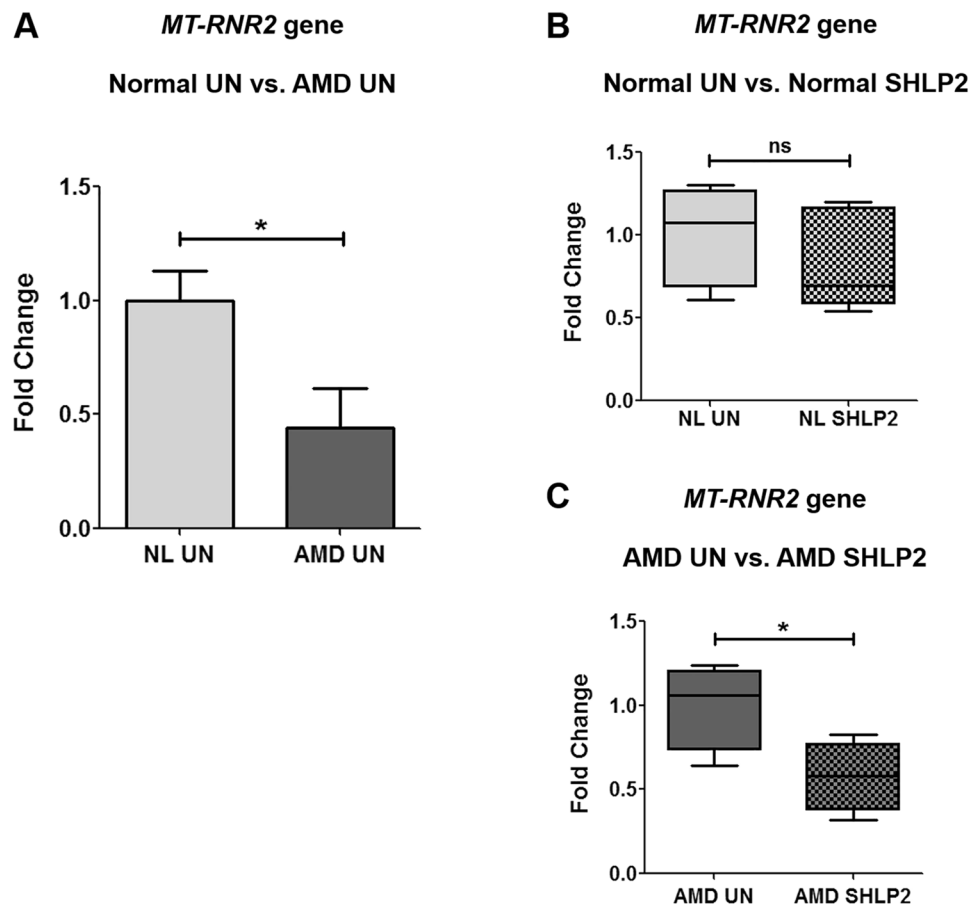 A
MT-RNR2 gene
Normal UN vs. AMD UN
Fold Change
1.5
1.0
0.5
0.0
*
NL UN
AMD UN
B
MT-RNR2 gene
Normal UN vs. Normal SHLP2
Fold Change
1.5
1.0
0.5
0.0
ns
NL UN
NL SHLP2
C
MT-RNR2 gene
AMD UN vs. AMD SHLP2
Fold Change
1.5
1.0
0.5
0.0
*
AMD UN
AMD SHLP2